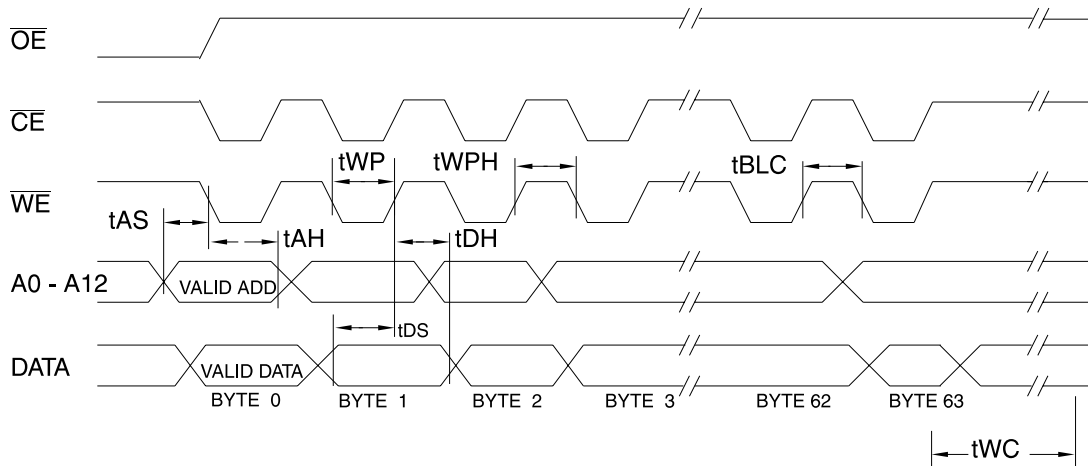 OE
CE
tWP
tWPH
tBLC
WE
tAS
tAH
tDH
A0 - A12
VALID ADD
tDS
DATA
VALID DATA
BYTE 0
BYTE 1
BYTE 2
BYTE 3
BYTE 62
BYTE 63
tWC